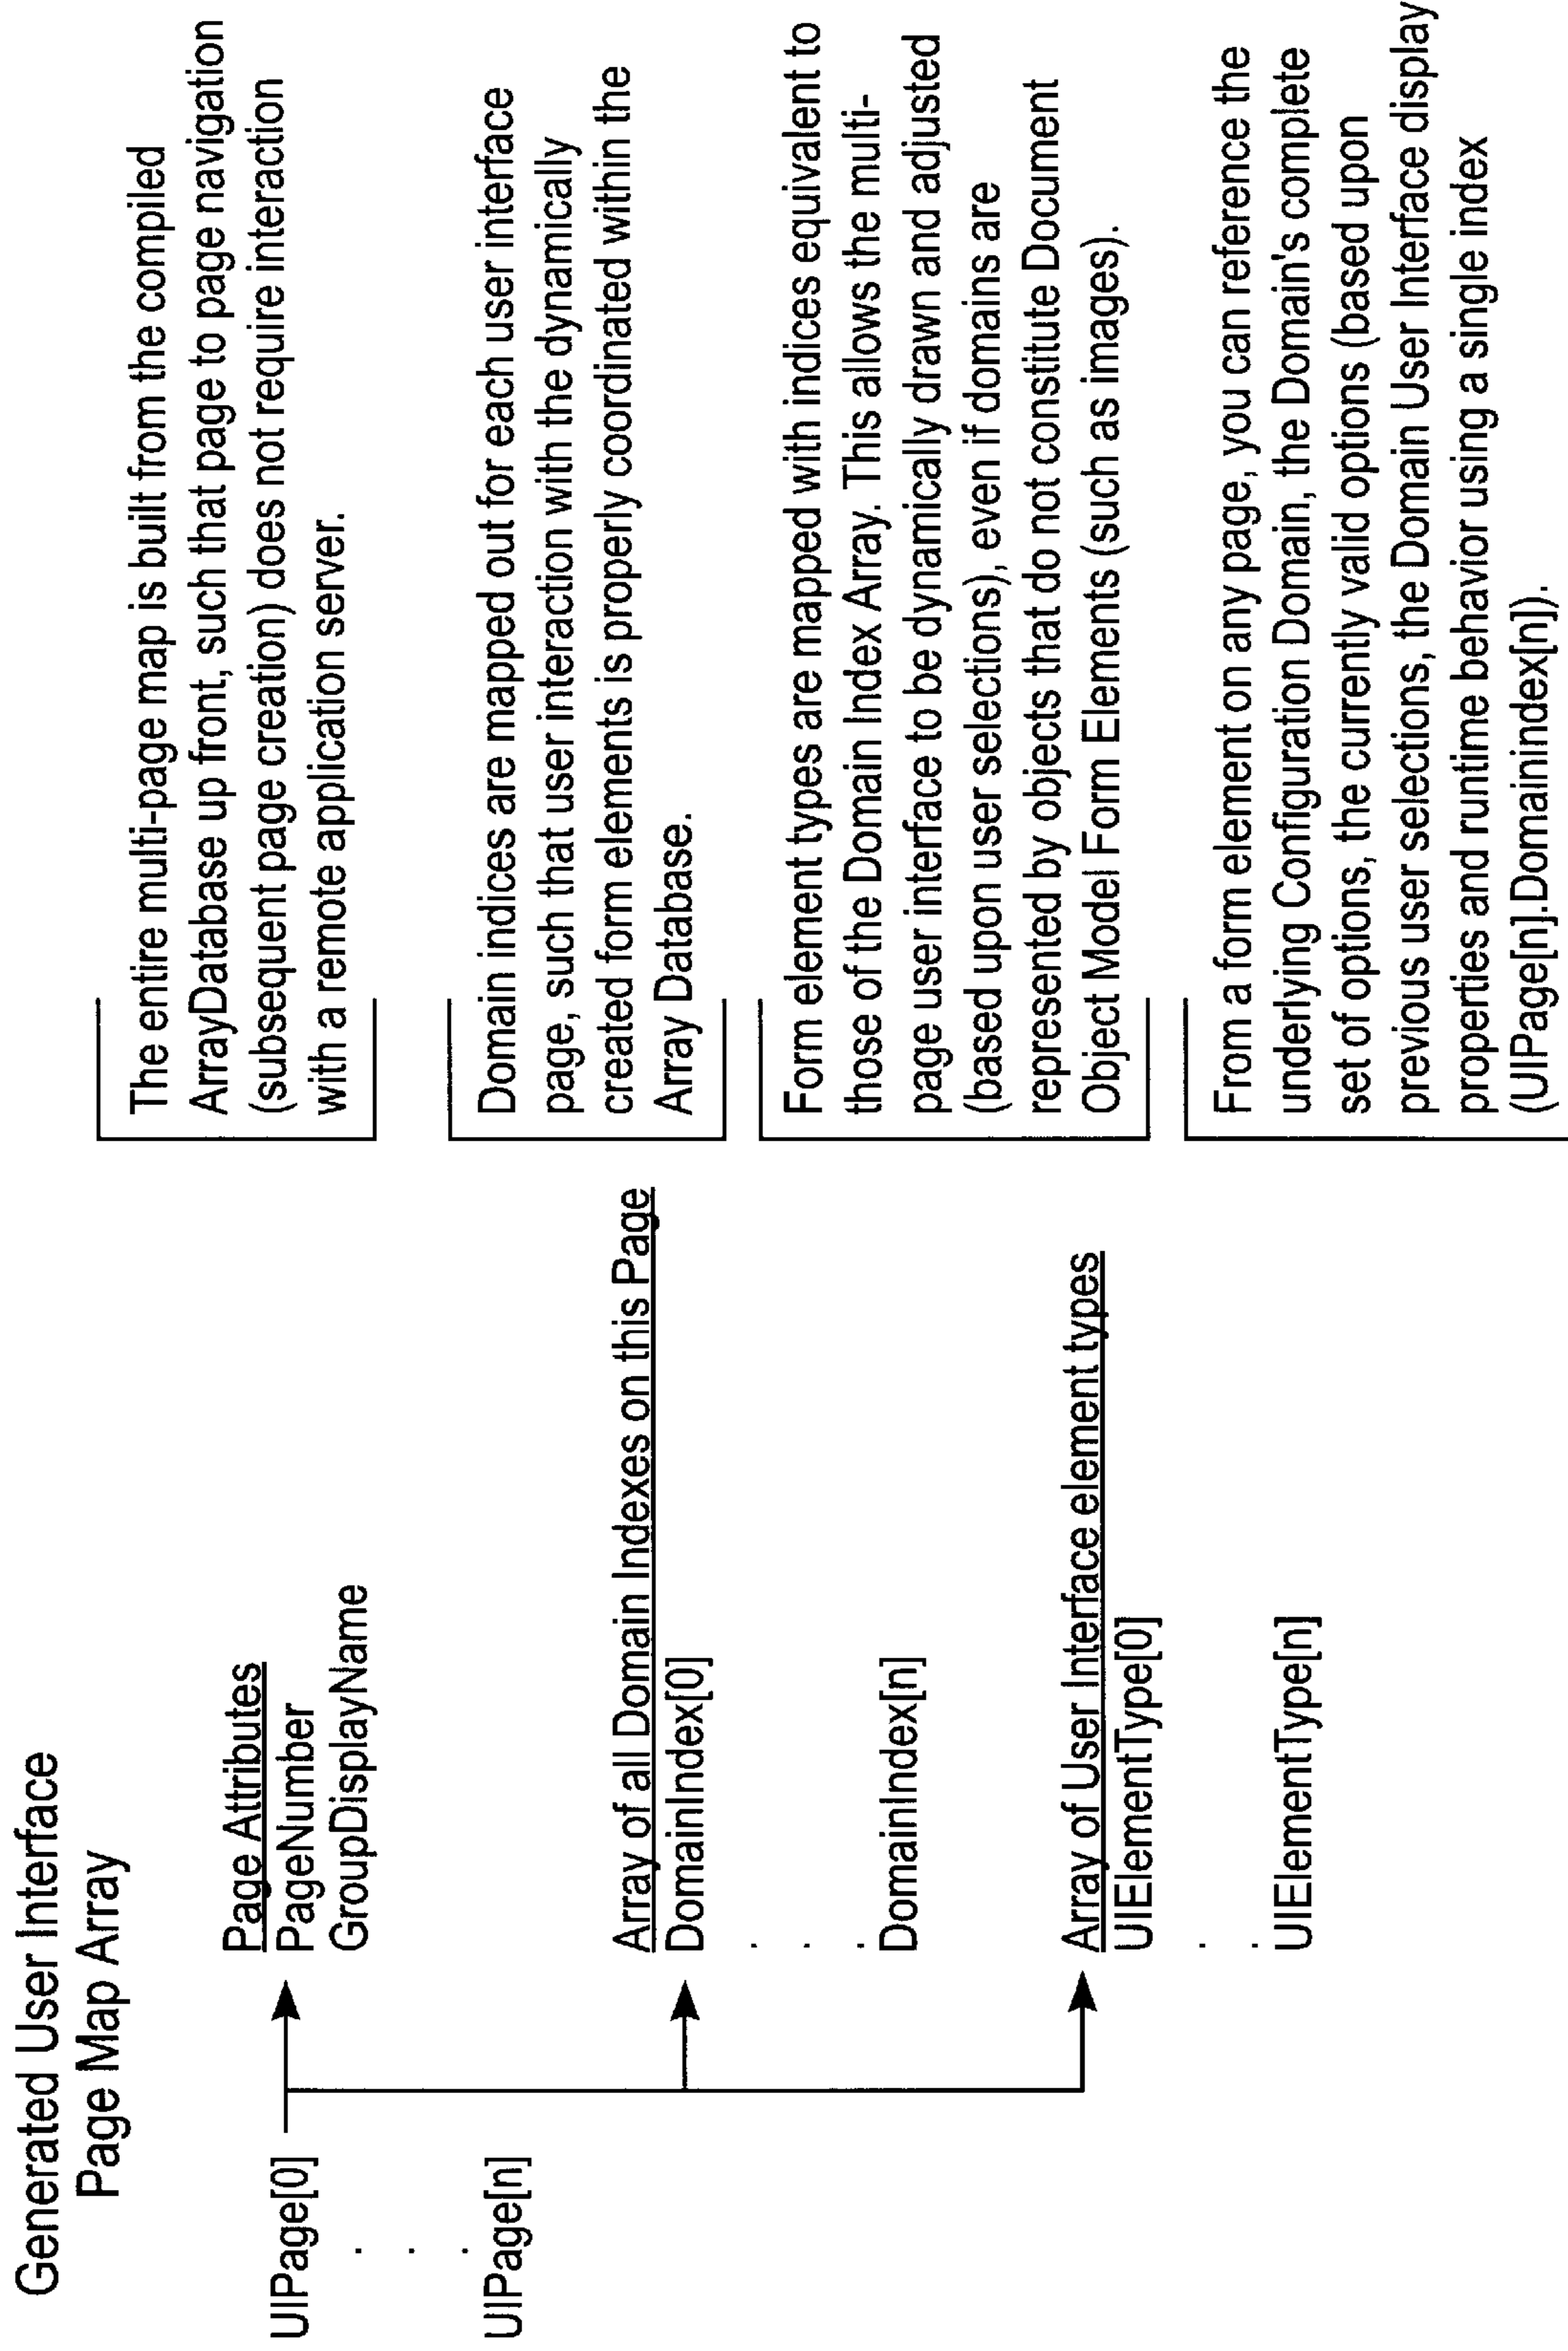 Generated User Interface
Page Map Array
UIPage[0]
.
.
.
UIPage[n]
Page Attributes
PageNumber
GroupDisplayName
Array of all Domain Indexes on this Page
DomainIndex[0]
.
.
.
DomainIndex[n]
Array of User Interface element types
UIElementType[0]
.
.
UIElementType[n]
The entire multi-page map is built from the compiled
ArrayDatabase up front, such that page to page navigation
(subsequent page creation) does not require interaction
with a remote application server.
Domain indices are mapped out for each user interface
page, such that user interaction with the dynamically
created form elements is properly coordinated within the
Array Database.
Form element types are mapped with indices equivalent to
those of the Domain Index Array. This allows the multi-
page user interface to be dynamically drawn and adjusted
(based upon user selections), even if domains are
represented by objects that do not constitute Document
Object Model Form Elements (such as images).
From a form element on any page, you can reference the
underlying Configuration Domain, the Domain's complete
set of options, the currently valid options (based upon
previous user selections, the Domain User Interface display
properties and runtime behavior using a single index
(UIPage[n].Domainindex[n]).